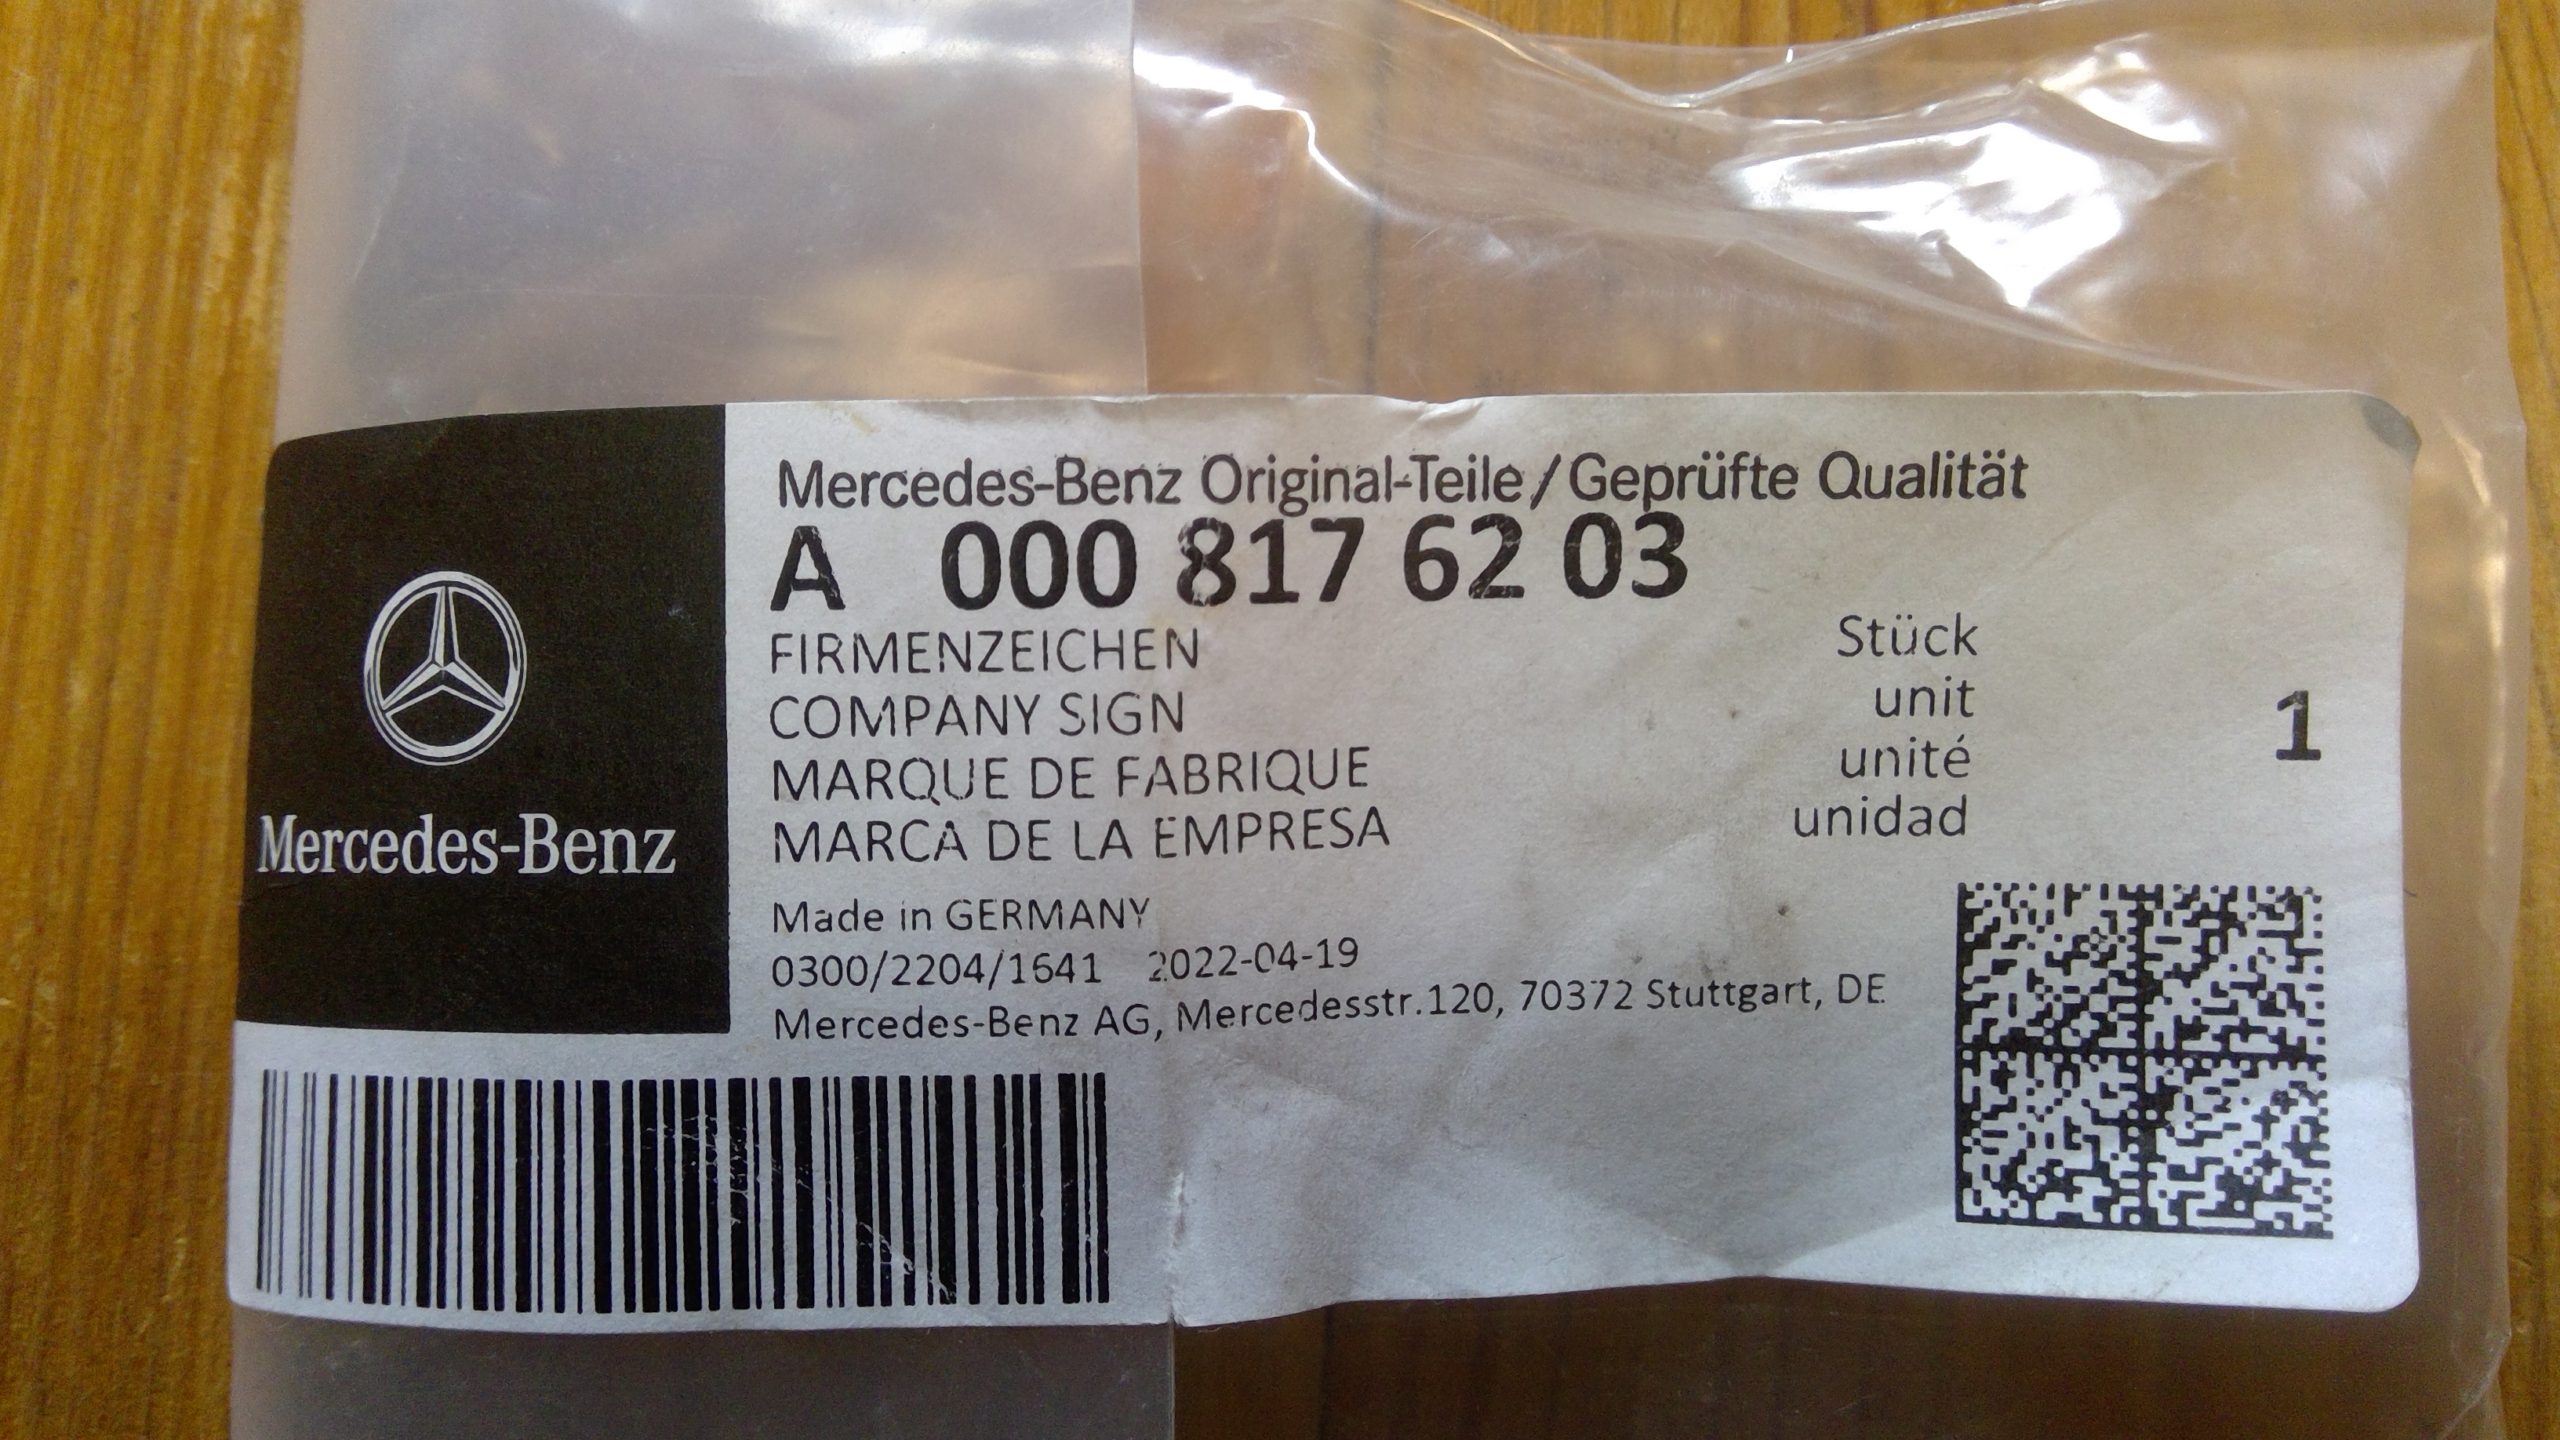 Mercedes-Benz
Mercedes-Benz Original-Teile/Geprüfte Qualität
A 000 817 62 03
FIRMENZEICHEN
COMPANY SIGN
MARQUE DE FABRIQUE
MARCA DE LA EMPRESA
Stück
unit
unité
unidad
1
Made in GERMANY
0300/2204/1641 2022-04-19
Mercedes-Benz AG, Mercedesstr.120, 70372 Stuttgart, DE